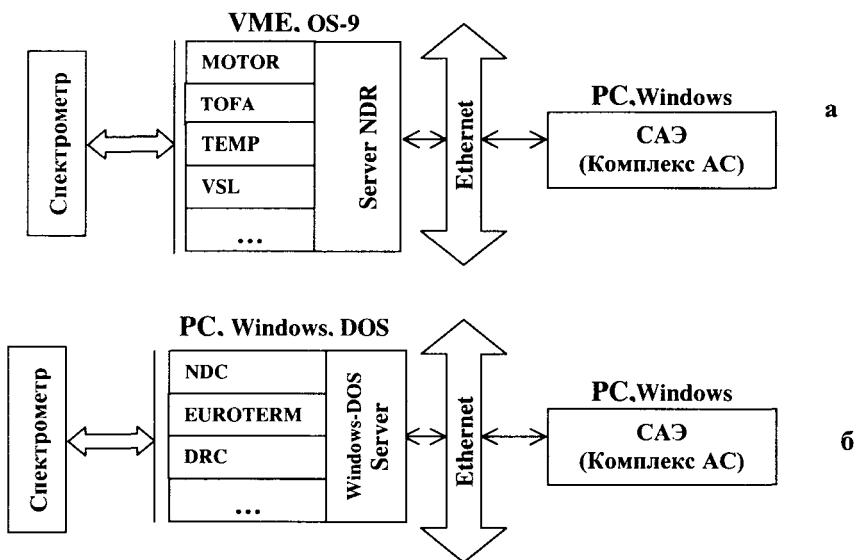 VME, OS-9
Спектрометр
MOTOR
TOFA
TEMP
VSL
...
Server NDR
Ethernet
PC,Windows
САЭ
(Комплекс АС)
а
PC, Windows, DOS
Спектрометр
NDC
EUROTERM
DRC
...
Windows-DOS
Server
Ethernet
PC,Windows
САЭ
(Комплекс АС)
б